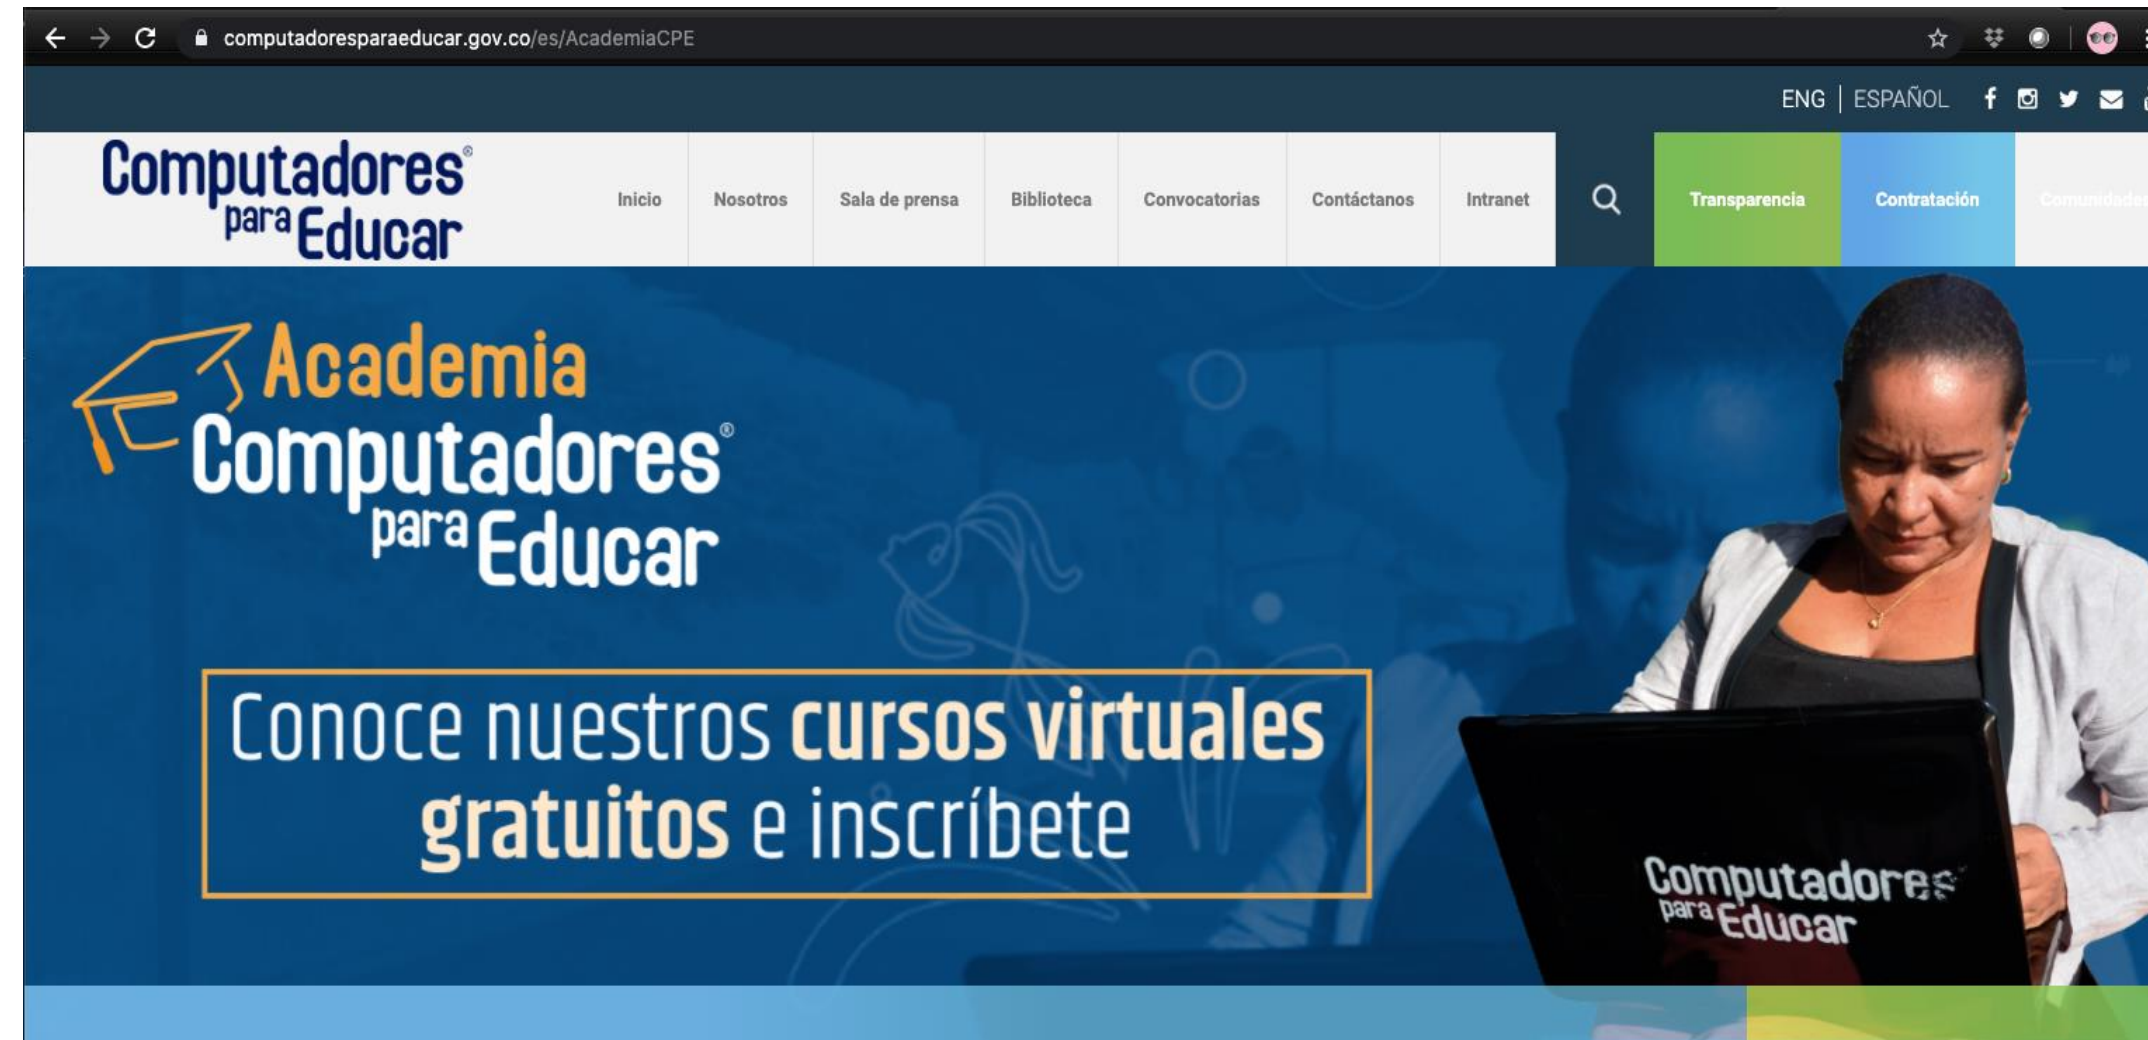 computadoresparaeducar.gov.co/es/AcademiaCPE
ENG | ESPAÑOL
Computadores®
para Educar
Inicio
Nosotros
Sala de prensa
Biblioteca
Convocatorias
Contáctanos
Intranet
Transparencia
Contratación
Comunidades
Academia
Computadores®
para Educar
Conoce nuestros cursos virtuales
gratuitos e inscríbete
Computadores
para Educar